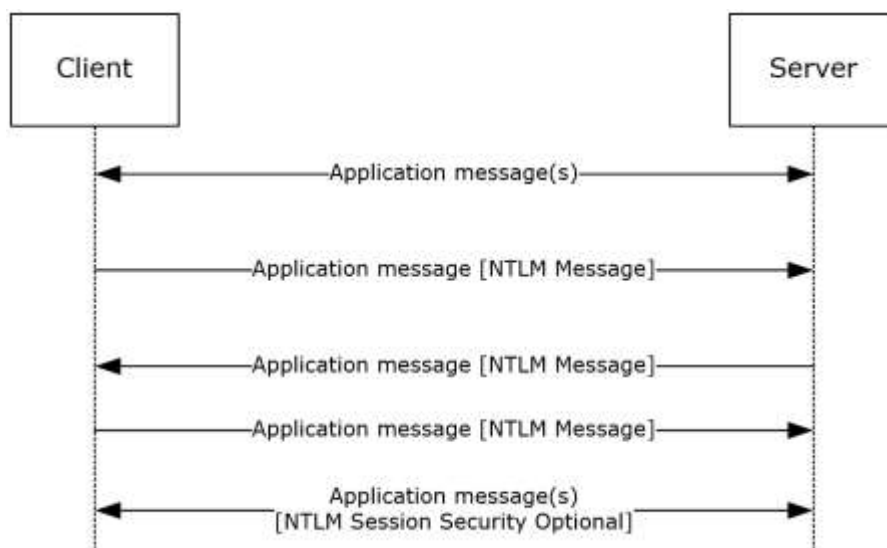 Client
Server
Application message(s)
Application message [NTLM Message]
Application message [NTLM Message]
Application message [NTLM Message]
Application message(s)
[NTLM Session Security Optional]